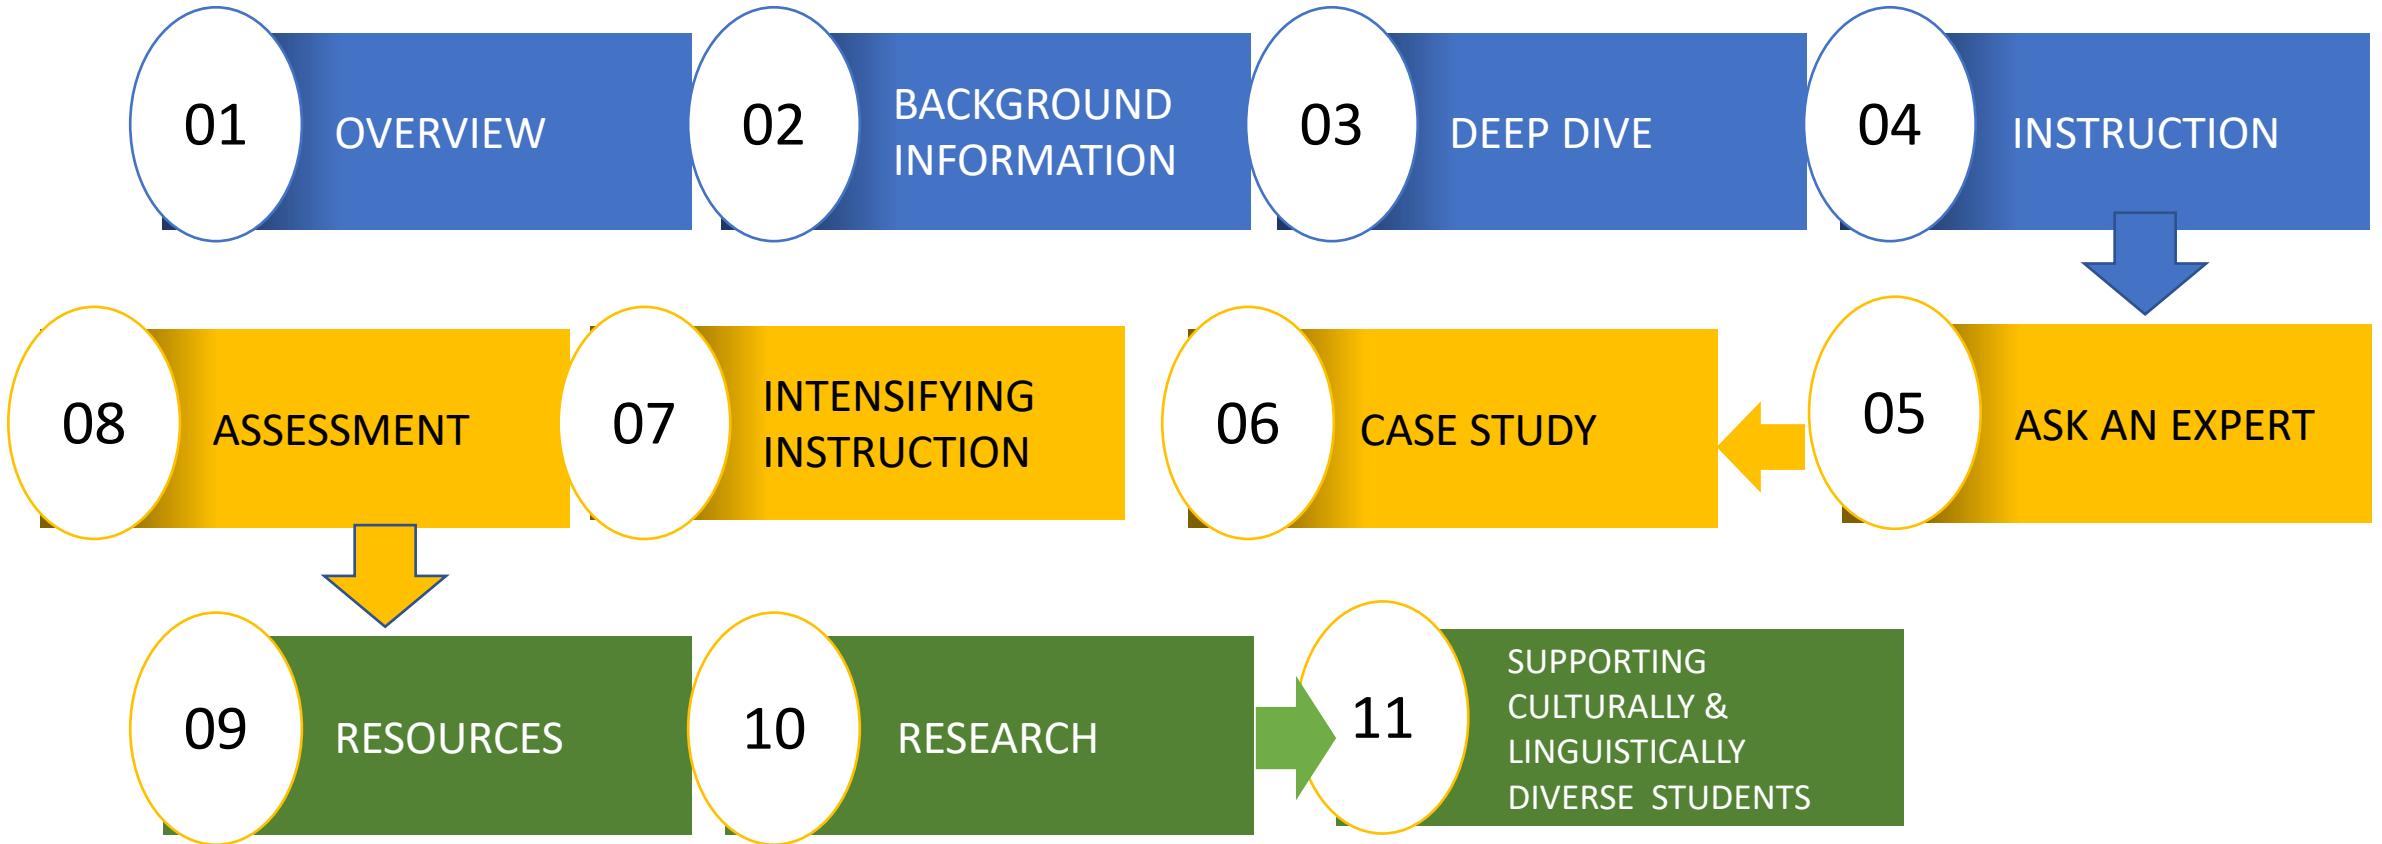 01
OVERVIEW
02
BACKGROUND
INFORMATION
03
DEEP DIVE
04
INSTRUCTION
05
ASK AN EXPERT
06
CASE STUDY
07
INTENSIFYING
INSTRUCTION
08
ASSESSMENT
09
RESOURCES
10
RESEARCH
11
SUPPORTING
CULTURALLY &
LINGUISTICALLY
DIVERSE STUDENTS